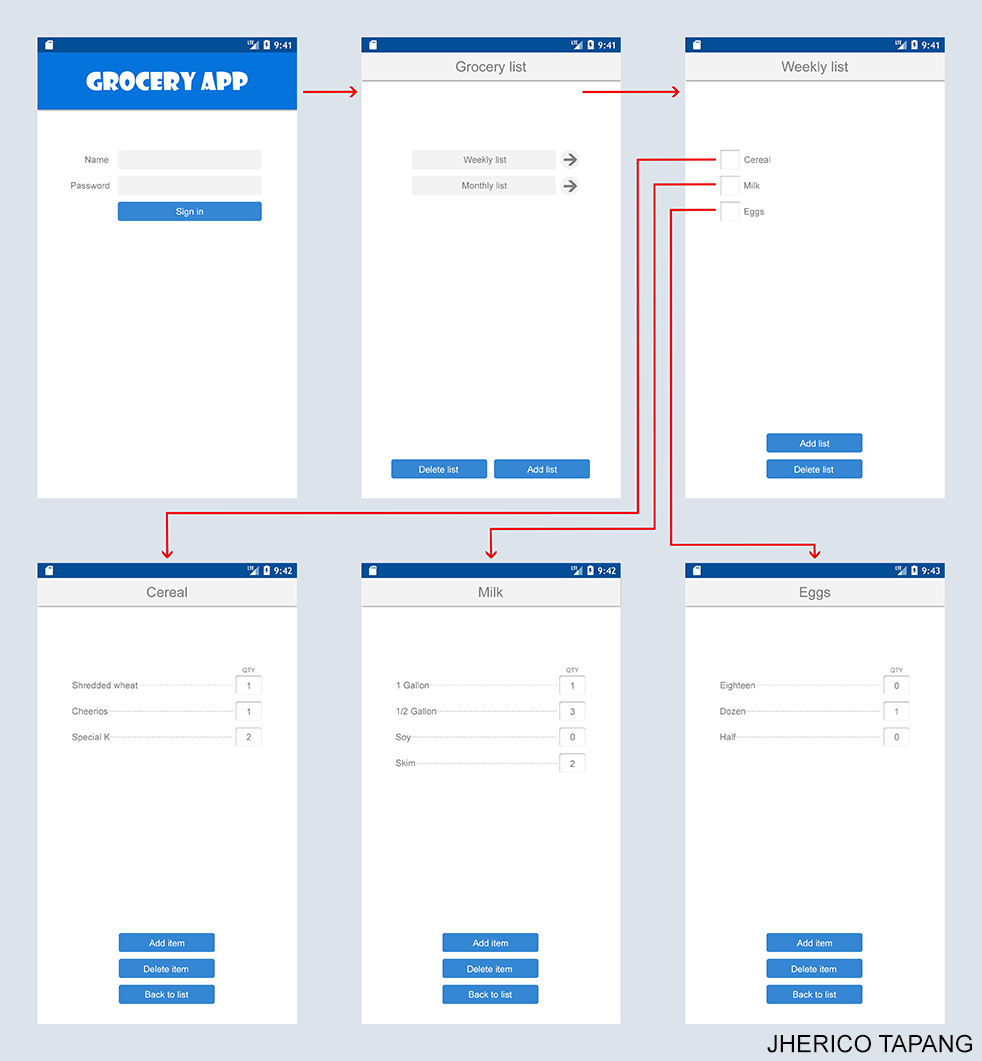 LTE 9:41
GROCERY APP
Name
Password
Sign in
LTE 9:41
Grocery list
Weekly list
Monthly list
Delete list Add list
LTE 9:41
Weekly list
Cereal
Milk
Eggs
Add list
Delete list
LTE 9:42
Cereal
QTY
Shredded wheat 1
Cheerios 1
Special K 2
Add item
Delete item
Back to list
LTE 9:42
Milk
QTY
1 Gallon 1
1/2 Gallon 3
Soy 0
Skim 2
Add item
Delete item
Back to list
LTE 9:43
Eggs
QTY
Eighteen 0
Dozen 1
Half 0
Add item
Delete item
Back to list
JHERICO TAPANG